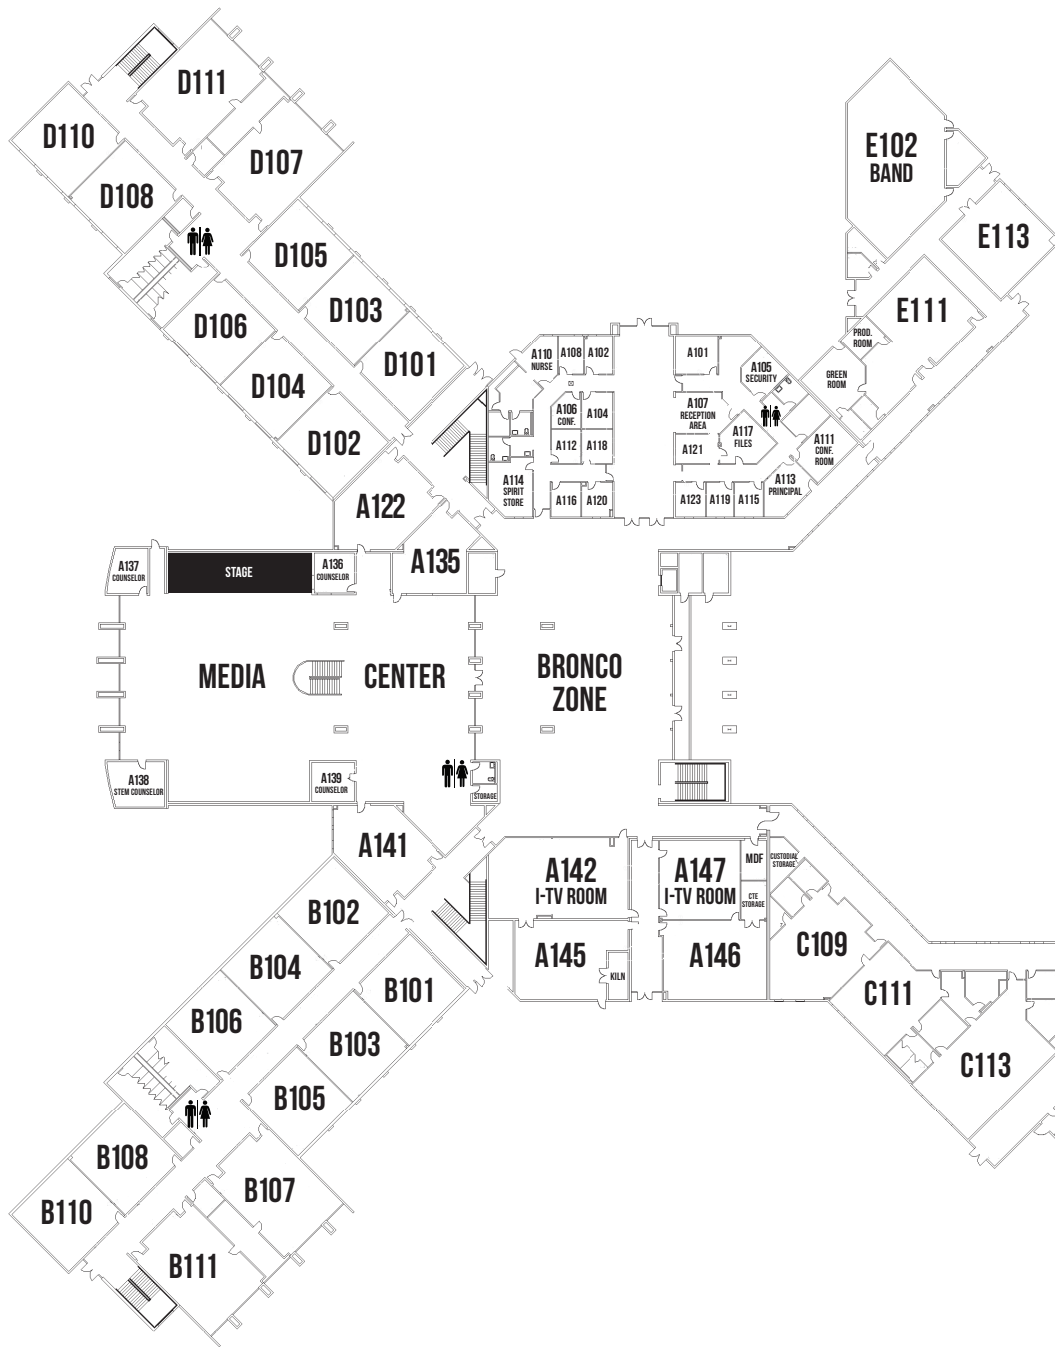 D111
D110
D107
D108
D105
D106
D103
D104
D101
D102
E102
BAND
E113
E111
PROD.
ROOM
GREEN
ROOM
A110
NURSE
A108
A102
A101
A105
SECURITY
A106
CONF.
A104
A107
RECEPTION
AREA
A117
FILES
A111
CONF.
ROOM
A112
A118
A121
A113
PRINCIPAL
A114
SPIRIT
STORE
A116
A120
A123
A119
A115
A122
A135
A137
COUNSELOR
STAGE
A136
COUNSELOR
MEDIA
CENTER
BRONCO
ZONE
A138
STEM COUNSELOR
A139
COUNSELOR
STORAGE
A141
A142
I-TV ROOM
A147
I-TV ROOM
MDF
CUSTODIAL
STORAGE
CTE
STORAGE
A145
KILN
A146
C109
C111
C113
B102
B104
B101
B106
B103
B105
B108
B107
B110
B111